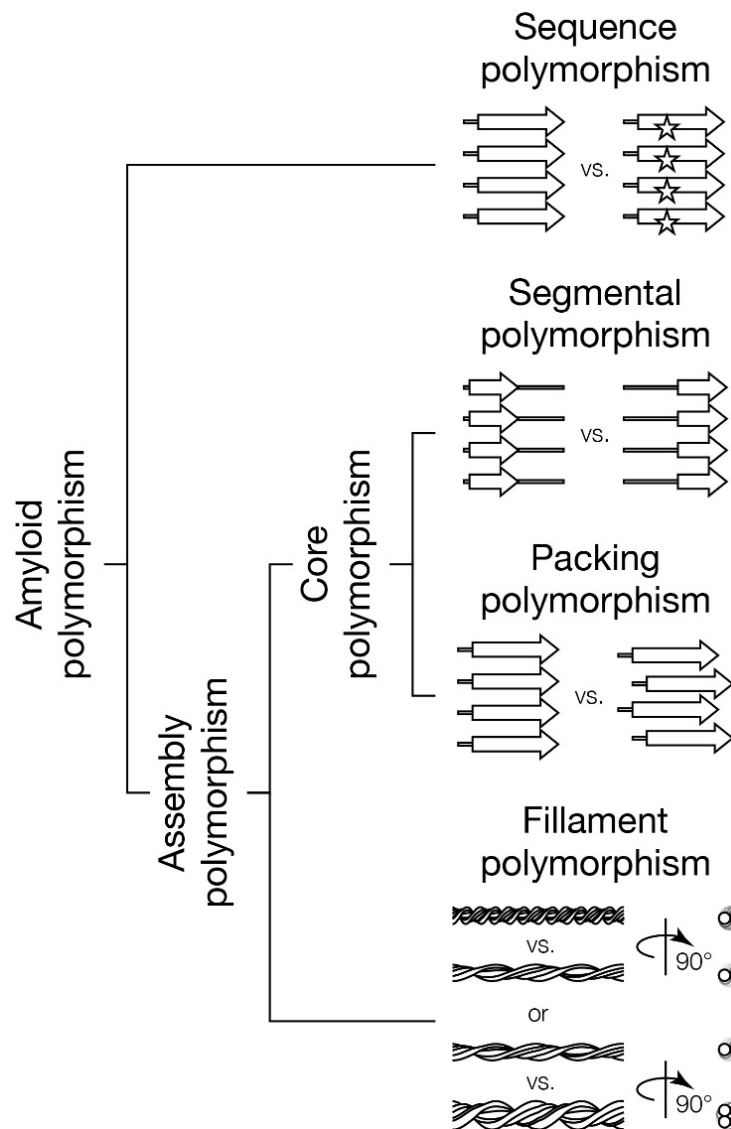 Sequence
polymorphism
vs.
Segmental
polymorphism
vs.
Amyloid
polymorphism
Core
polymorphism
Packing
polymorphism
vs.
Assembly
polymorphism
Fillament
polymorphism
vs.
90°
or
vs.
90°